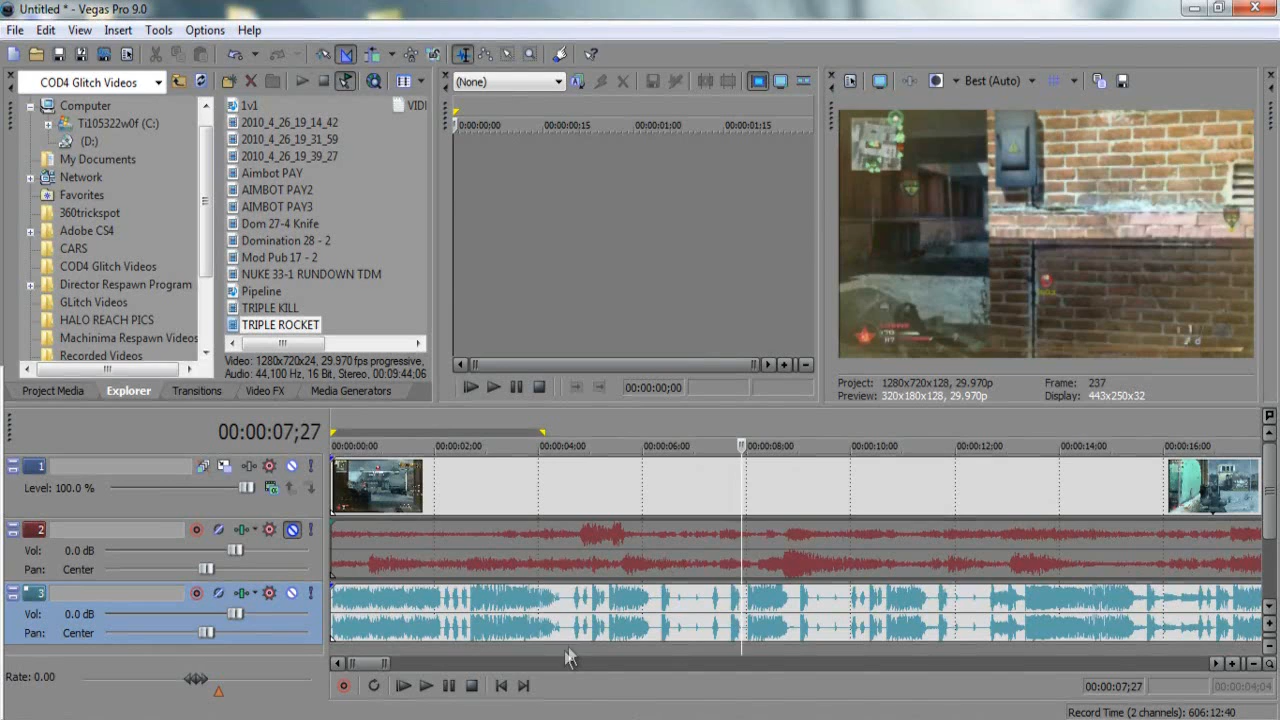 Untitled * - Vegas Pro 9.0
File Edit View Insert Tools Options Help
COD4 Glitch Videos
Computer
Ti105322w0f (C:)
(D:)
My Documents
Network
Favorites
360trickspot
Adobe CS4
CARS
COD4 Glitch Videos
Director Respawn Program
GLitch Videos
HALO REACH PICS
Machinima Respawn Videos
Recorded Videos
1v1
2010_4_26_19_14_42
2010_4_26_19_31_59
2010_4_26_19_39_27
Aimbot PAY
AIMBOT PAY2
AIMBOT PAY3
Dom 27-4 Knife
Domination 28 - 2
Mod Pub 17 - 2
NUKE 33-1 RUNDOWN TDM
Pipeline
TRIPLE KILL
TRIPLE ROCKET
VIDI
Video: 1280x720x24, 29.970 fps progressive,
Audio: 44,100 Hz, 16 Bit, Stereo, 00:09:44;06
Project Media Explorer Transitions Video FX Media Generators
(None)
0:00:00;00 00:00:00;15 00:00:01;00 00:00:01;15
00:00:00;00
Best (Auto)
Project: 1280x720x128, 29.970p
Preview: 320x180x128, 29.970p
Frame: 237
Display: 443x250x32
00:00:07;27
00:00:00;00 00:00:02;00 00:00:04;00 00:00:06;00 00:00:08;00 00:00:10;00 00:00:12;00 00:00:14;00 00:00:16;00
1
Level: 100.0 %
2
Vol: 0.0 dB
Pan: Center
3
Vol: 0.0 dB
Pan: Center
Rate: 0.00
00:00:07;27 00:00:04;04
Record Time (2 channels): 606:12:40